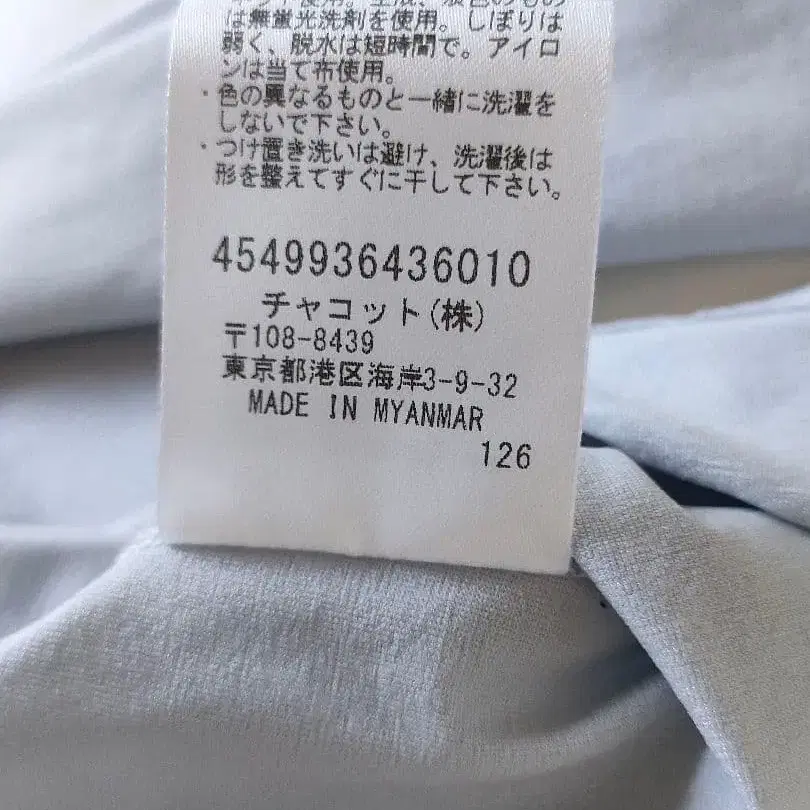 は無蛍光洗剤を使用。しぼりは
弱く、脱水は短時間で。アイロ
ンは当て布使用。
・色の異なるものと一緒に洗濯を
しないで下さい。
・つけ置き洗いは避け、洗濯後は
形を整えてすぐに干して下さい。
4549936436010
チャコット(株)
〒108-8439
東京都港区海岸3-9-32
MADE IN MYANMAR
126